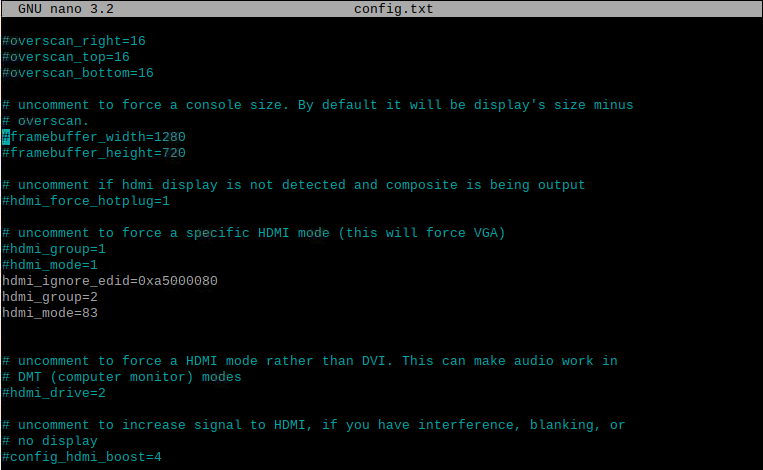 GNU nano 3.2 config.txt
#overscan_right=16
#overscan_top=16
#overscan_bottom=16
# uncomment to force a console size. By default it will be display's size minus
# overscan.
#framebuffer_width=1280
#framebuffer_height=720
# uncomment if hdmi display is not detected and composite is being output
#hdmi_force_hotplug=1
# uncomment to force a specific HDMI mode (this will force VGA)
#hdmi_group=1
#hdmi_mode=1
hdmi_ignore_edid=0xa5000080
hdmi_group=2
hdmi_mode=83
# uncomment to force a HDMI mode rather than DVI. This can make audio work in
# DMT (computer monitor) modes
#hdmi_drive=2
# uncomment to increase signal to HDMI, if you have interference, blanking, or
# no display
#config_hdmi_boost=4